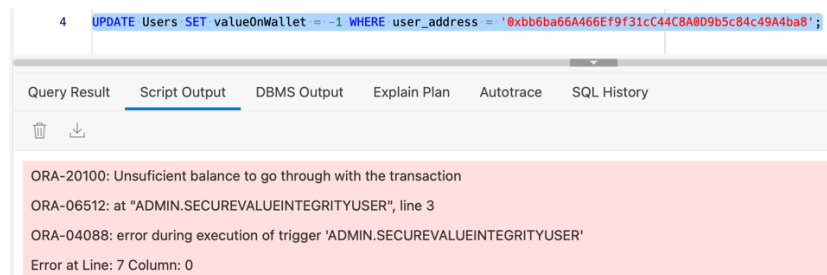 4 UPDATE Users SET valueOnWallet = -1 WHERE user_address = '0xbb6ba66A466Ef9f31cC44C8A0D9b5c84c49A4ba8';
Query Result Script Output DBMS Output Explain Plan Autotrace SQL History
ORA-20100: Unsuficient balance to go through with the transaction
ORA-06512: at "ADMIN.SECUREVALUEINTEGRITYUSER", line 3
ORA-04088: error during execution of trigger 'ADMIN.SECUREVALUEINTEGRITYUSER'
Error at Line: 7 Column: 0